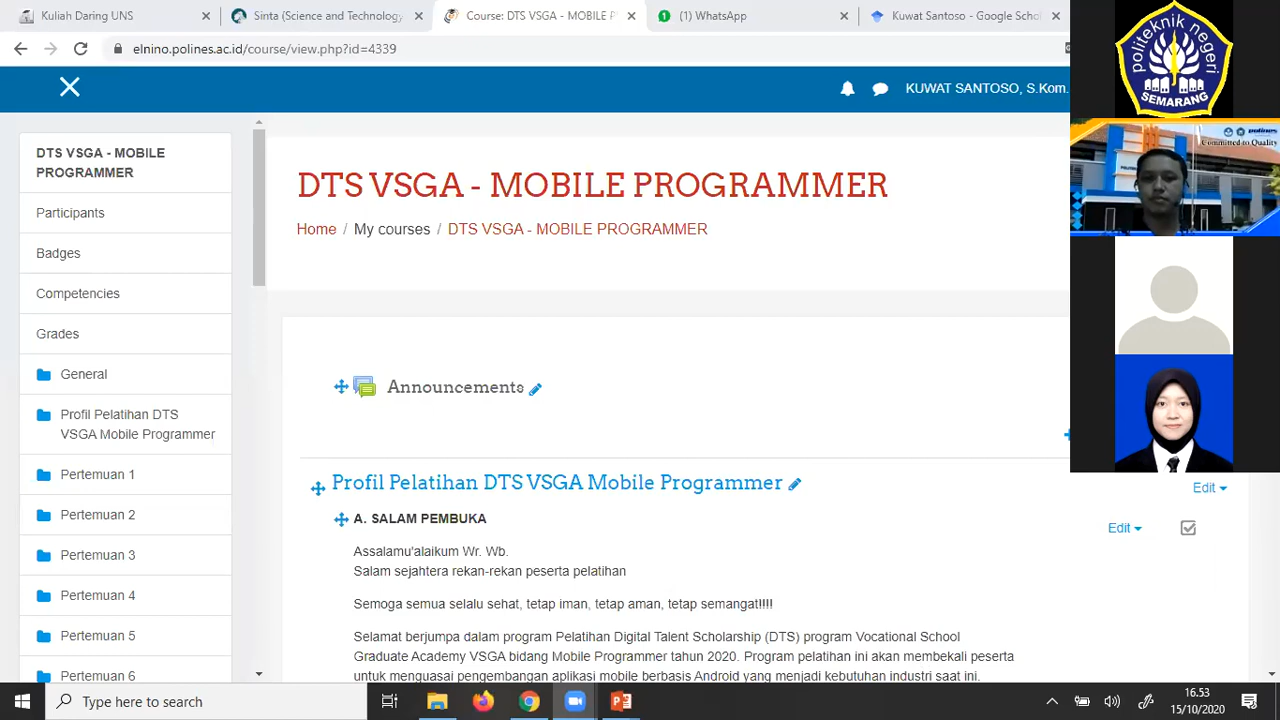 Kuliah Daring UNS
Sinta (Science and Technology
Course: DTS VSGA - MOBILE P
(1) WhatsApp
Kuwat Santoso - Google Scho
elnino.polines.ac.id/course/view.php?id=4339
KUWAT SANTOSO, S.Kom.
politeknik negeri
SEMARANG
polines
Committed to Quality
DTS VSGA - MOBILE
PROGRAMMER
Participants
Badges
Competencies
Grades
General
Profil Pelatihan DTS
VSGA Mobile Programmer
Pertemuan 1
Pertemuan 2
Pertemuan 3
Pertemuan 4
Pertemuan 5
Pertemuan 6
DTS VSGA - MOBILE PROGRAMMER
Home / My courses / DTS VSGA - MOBILE PROGRAMMER
Announcements
Profil Pelatihan DTS VSGA Mobile Programmer
Edit
A. SALAM PEMBUKA
Edit
Assalamu'alaikum Wr. Wb.
Salam sejahtera rekan-rekan peserta pelatihan
Semoga semua selalu sehat, tetap iman, tetap aman, tetap semangat!!!!
Selamat berjumpa dalam program Pelatihan Digital Talent Scholarship (DTS) program Vocational School
Graduate Academy VSGA bidang Mobile Programmer tahun 2020. Program pelatihan ini akan membekali peserta
untuk menguasai pengembangan aplikasi mobile berbasis Android yang menjadi kebutuhan industri saat ini.
Type here to search
16.53
15/10/2020